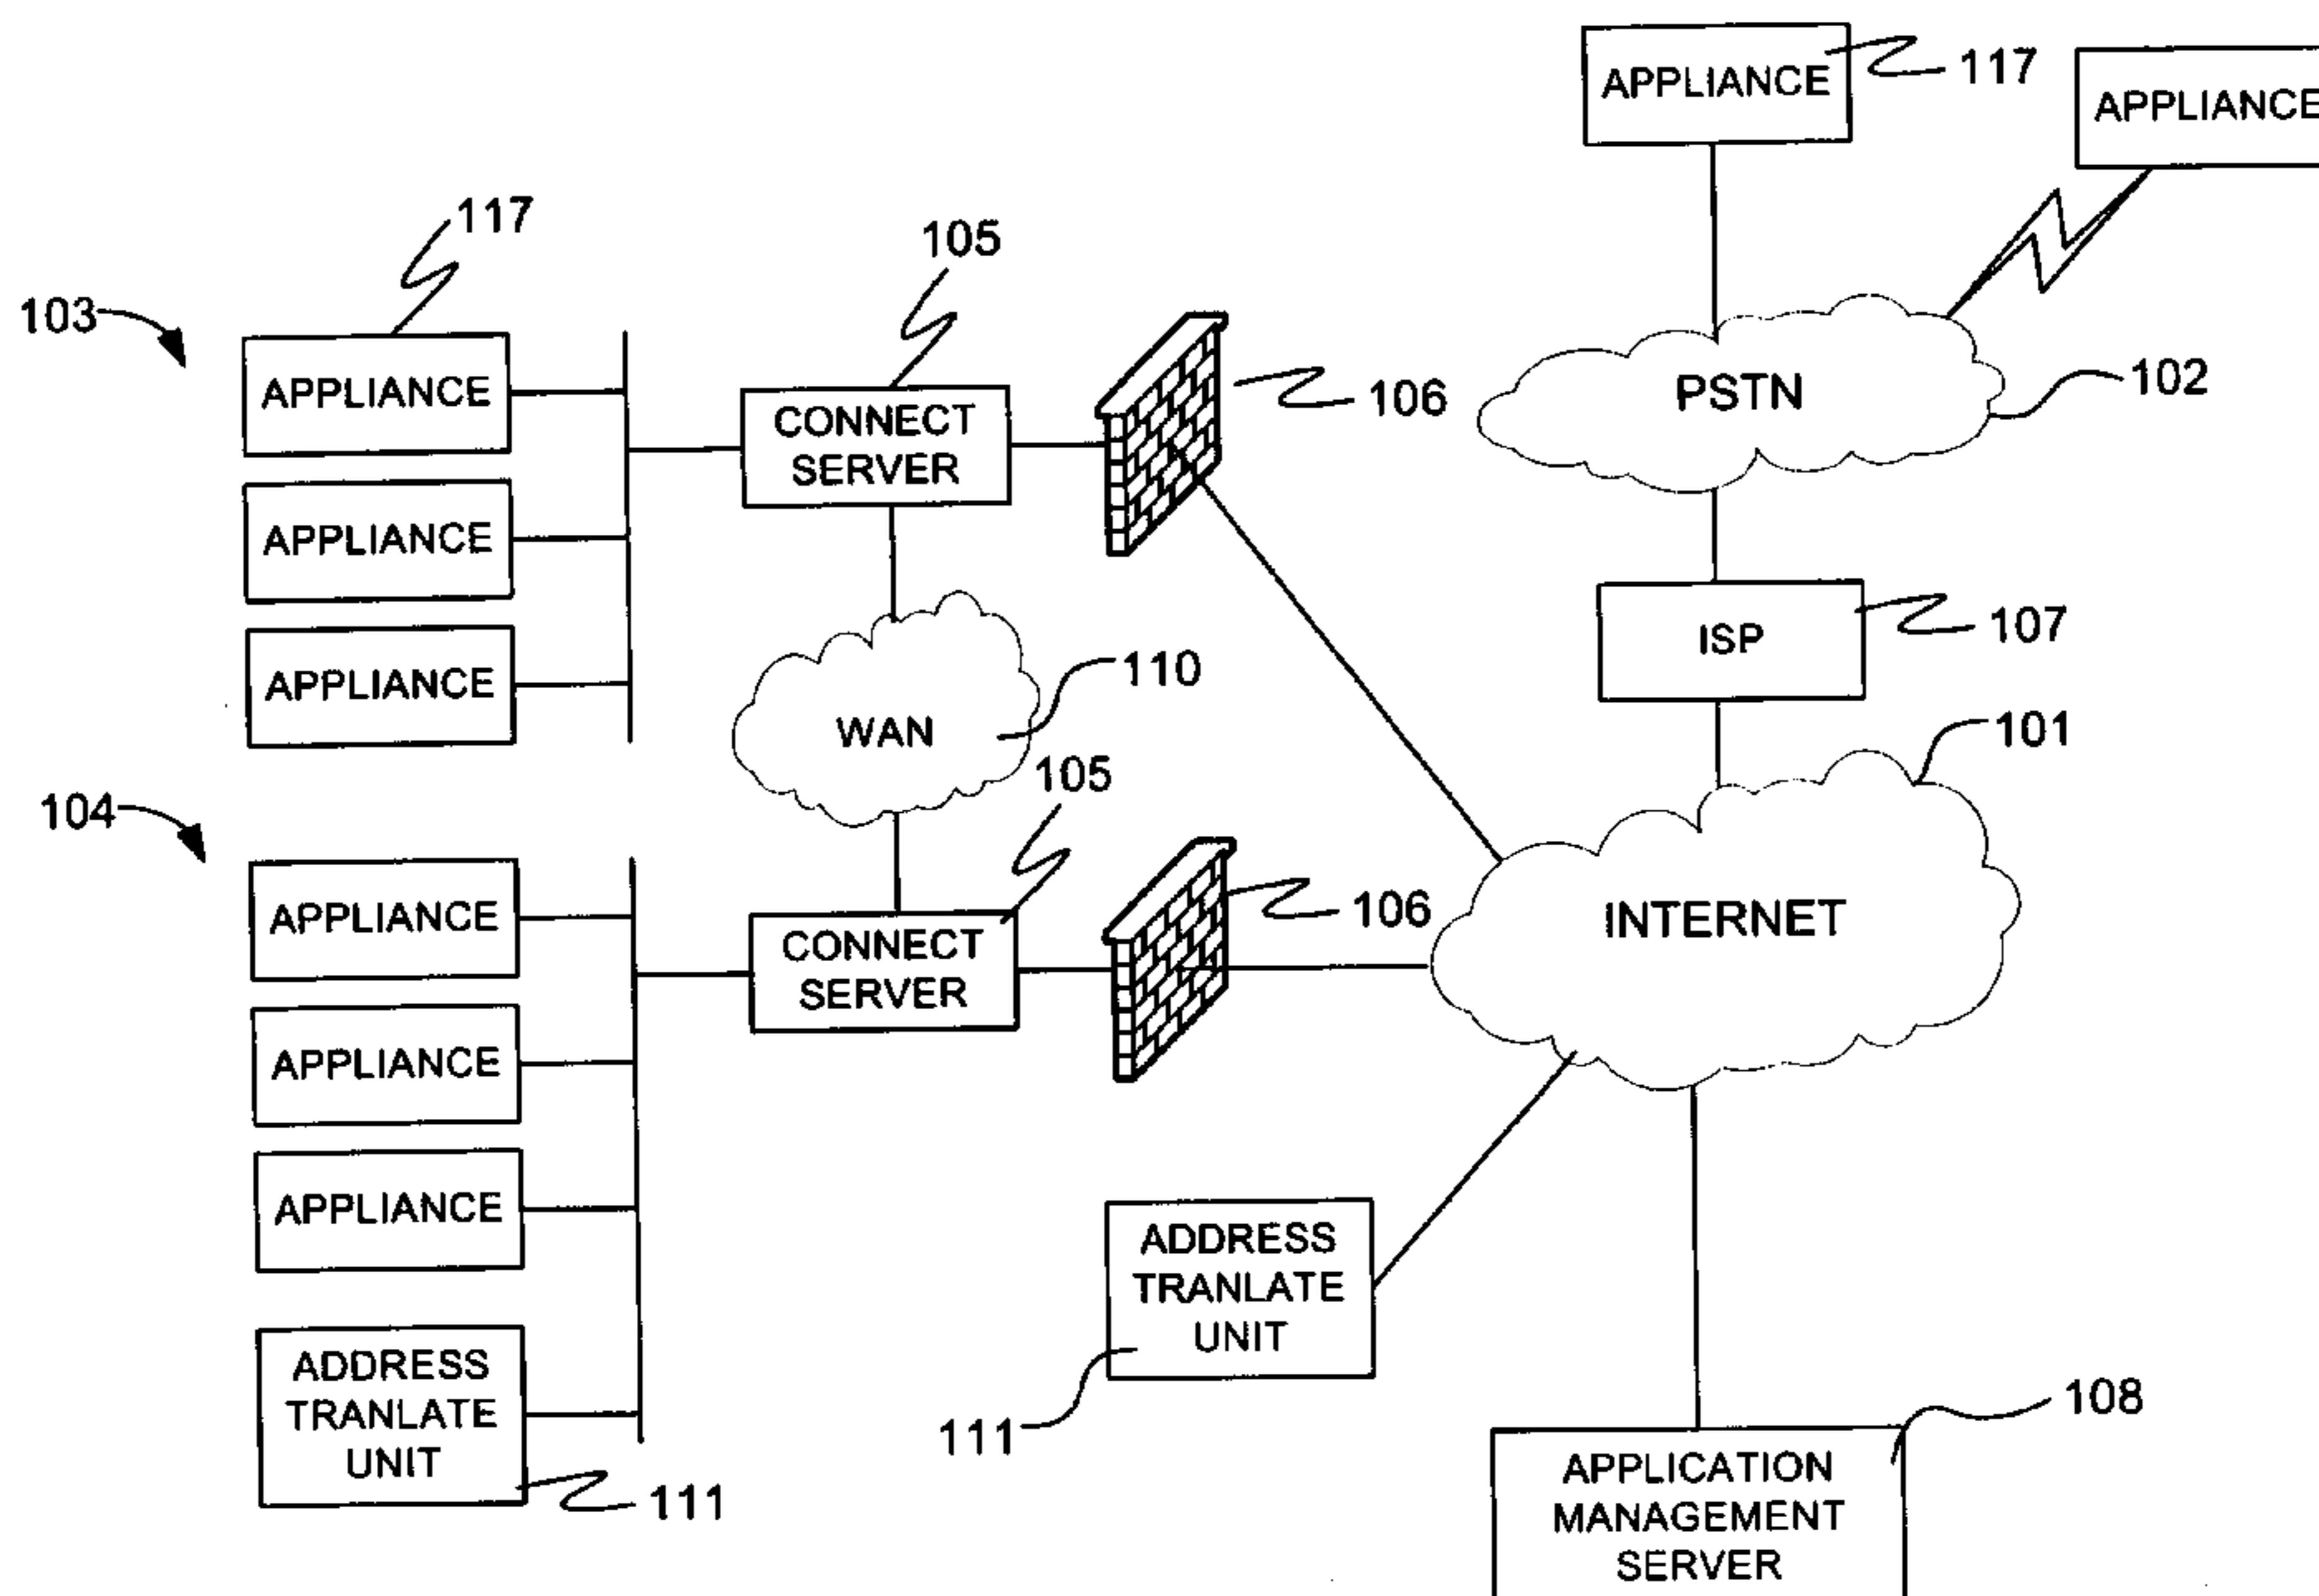 APPLIANCE
117
APPLIANCE
117
105
103
APPLIANCE
CONNECT
SERVER
106
PSTN
102
APPLIANCE
APPLIANCE
ISP
107
WAN
110
101
104
105
APPLIANCE
CONNECT
SERVER
106
INTERNET
APPLIANCE
APPLIANCE
ADDRESS
TRANLATE
UNIT
111
ADDRESS
TRANLATE
UNIT
111
108
APPLICATION
MANAGEMENT
SERVER